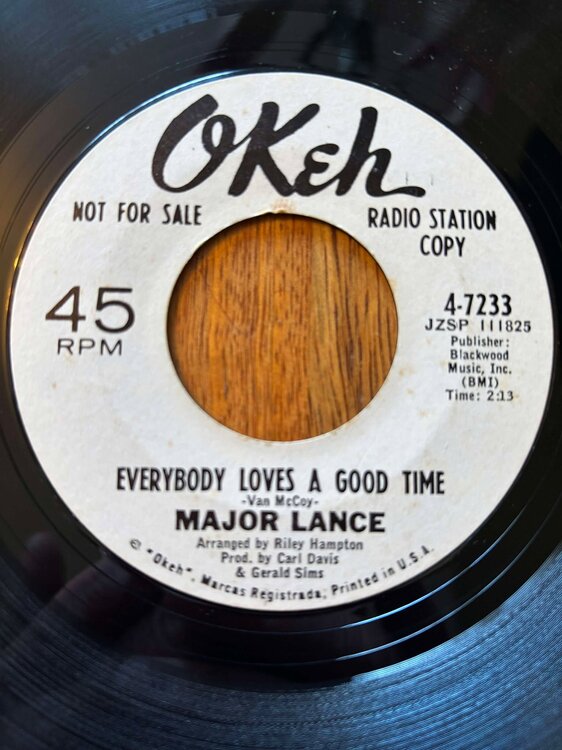 OKeh
NOT FOR SALE
RADIO STATION
COPY
45
RPM
4-7233
JZSP 111825
Publisher:
Blackwood
Music, Inc.
(BMI)
Time: 2:13
EVERYBODY LOVES A GOOD TIME
-Van McCoy-
MAJOR LANCE
Arranged by Riley Hampton
Prod. by Carl Davis
& Gerald Sims
© "Okeh", Marcas Registrada; Printed in U.S.A.